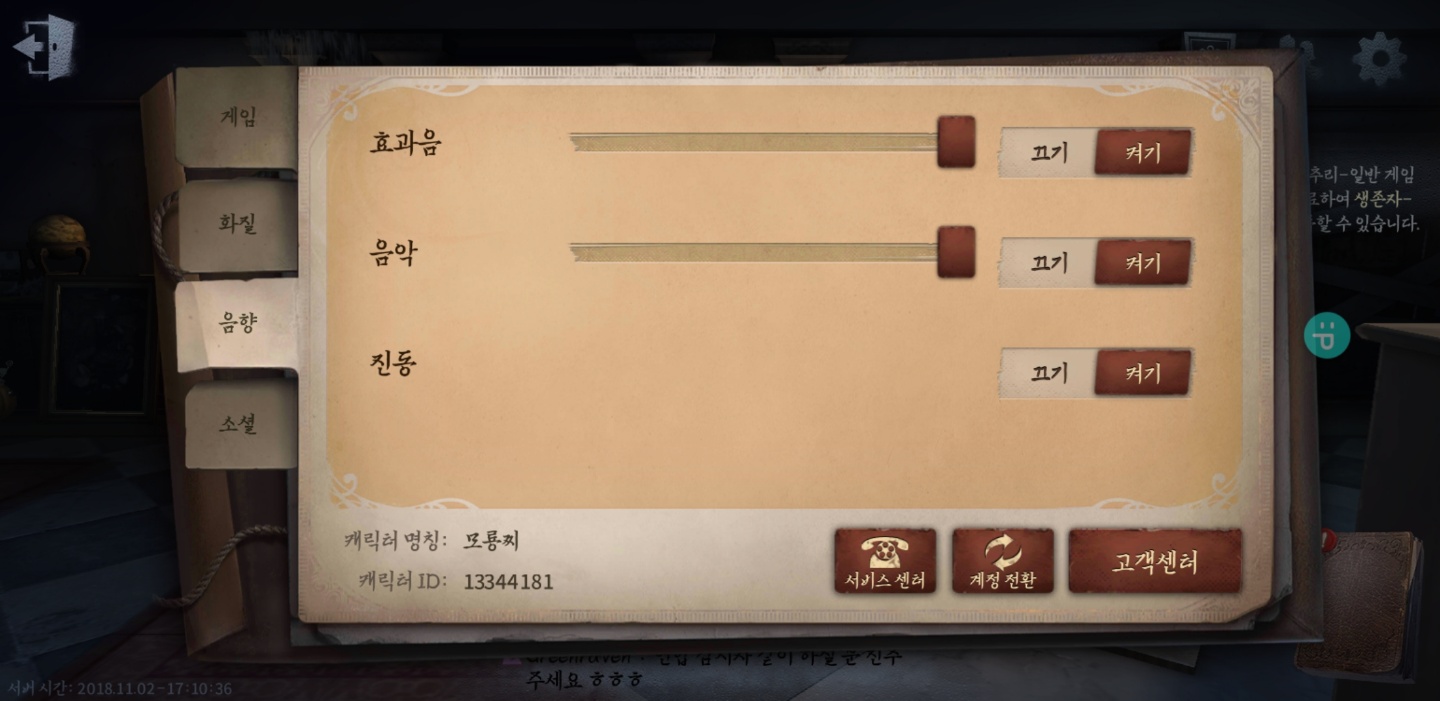 게임
화질
음향
소셜
효과음
끄기
켜기
음악
끄기
켜기
진동
끄기
켜기
캐릭터 명칭: 모룡찌
캐릭터 ID: 13344181
서비스 센터
계정 전환
고객센터
추리-일반 게임
하여 생존자-
할 수 있습니다.
:P
주세요 ㅎㅎㅎ
서버 시간: 2018.11.02-17:10:36